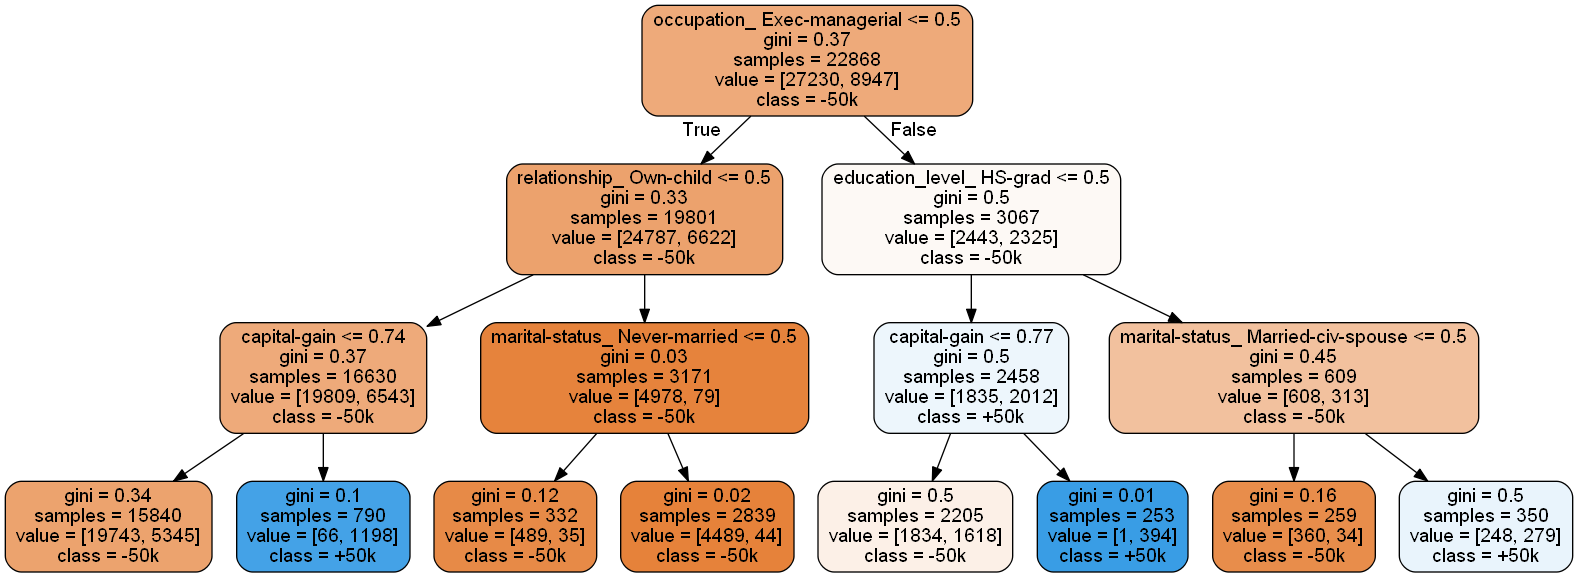 occupation_ Exec-managerial <= 0.5
gini = 0.37
samples = 22868
value = [27230, 8947]
class = -50k
True
False
relationship_ Own-child <= 0.5
gini = 0.33
samples = 19801
value = [24787, 6622]
class = -50k
education_level_ HS-grad <= 0.5
gini = 0.5
samples = 3067
value = [2443, 2325]
class = -50k
capital-gain <= 0.74
gini = 0.37
samples = 16630
value = [19809, 6543]
class = -50k
marital-status_ Never-married <= 0.5
gini = 0.03
samples = 3171
value = [4978, 79]
class = -50k
capital-gain <= 0.77
gini = 0.5
samples = 2458
value = [1835, 2012]
class = +50k
marital-status_ Married-civ-spouse <= 0.5
gini = 0.45
samples = 609
value = [608, 313]
class = -50k
gini = 0.34
samples = 15840
value = [19743, 5345]
class = -50k
gini = 0.1
samples = 790
value = [66, 1198]
class = +50k
gini = 0.12
samples = 332
value = [489, 35]
class = -50k
gini = 0.02
samples = 2839
value = [4489, 44]
class = -50k
gini = 0.5
samples = 2205
value = [1834, 1618]
class = -50k
gini = 0.01
samples = 253
value = [1, 394]
class = +50k
gini = 0.16
samples = 259
value = [360, 34]
class = -50k
gini = 0.5
samples = 350
value = [248, 279]
class = +50k